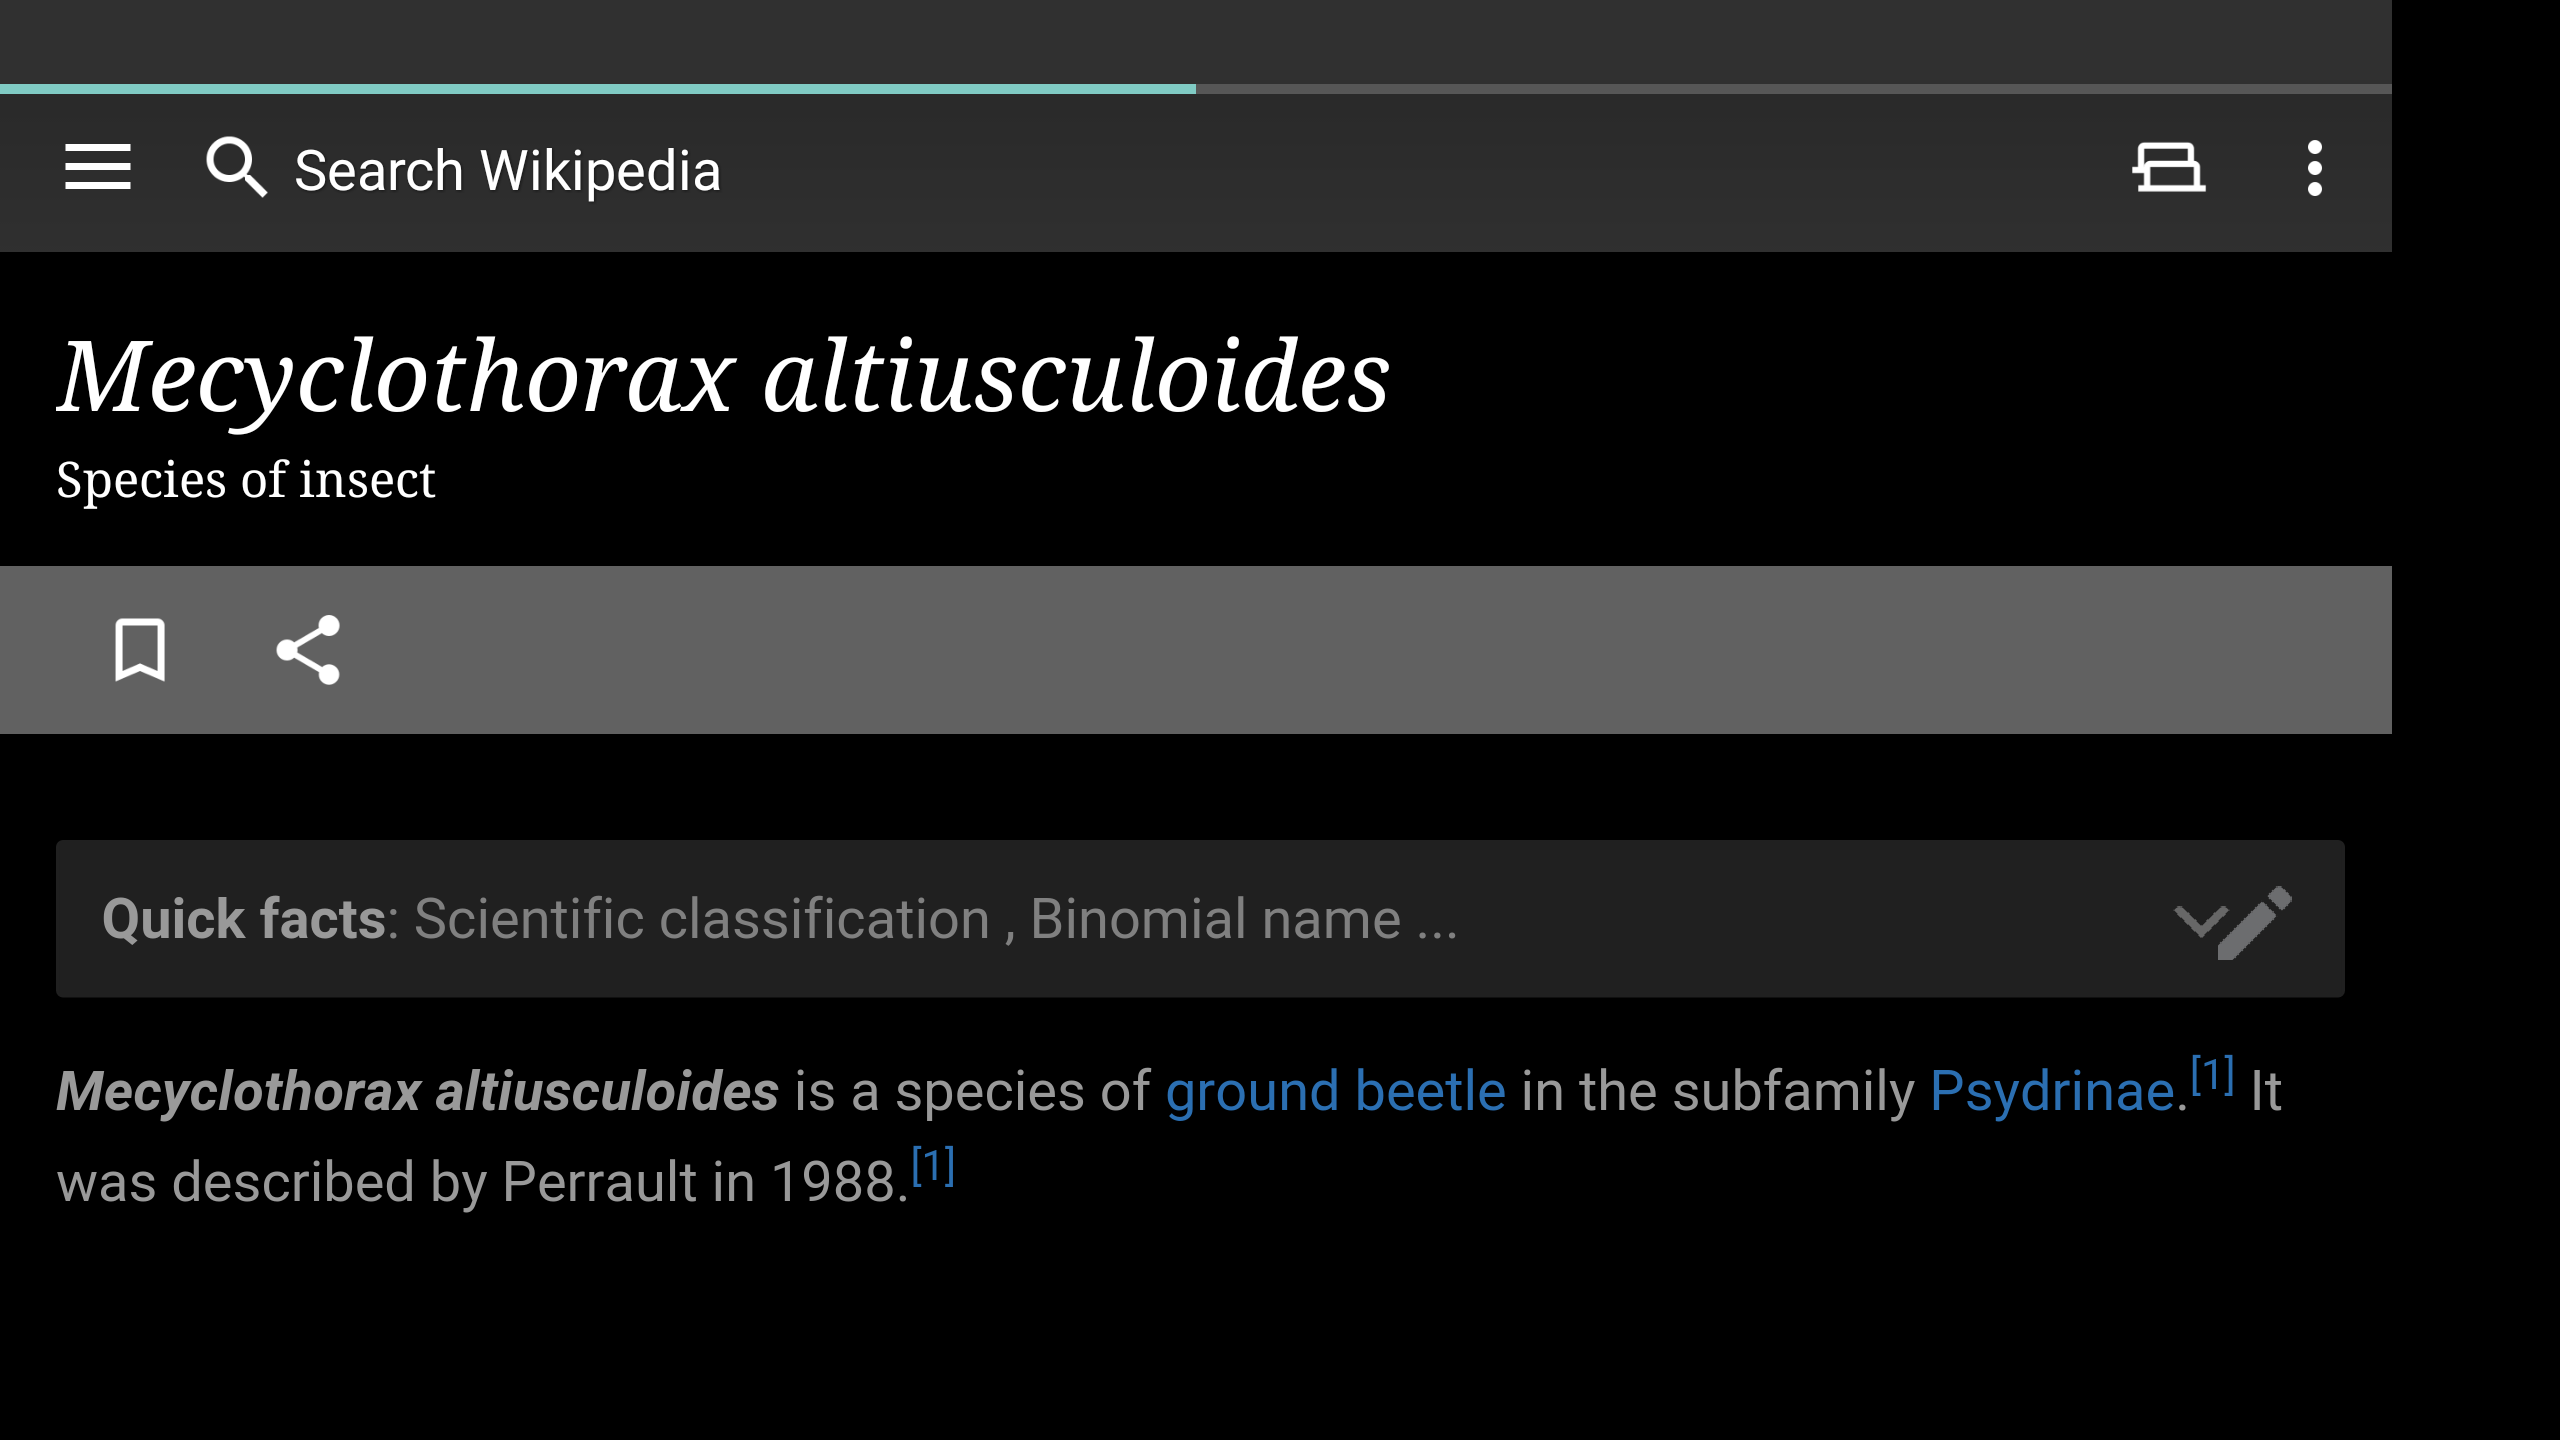 Search Wikipedia
Mecyclothorax altiusculoides
Species of insect
Quick facts: Scientific classification , Binomial name ...
Mecyclothorax altiusculoides is a species of ground beetle in the subfamily Psydrinae.[1] It
was described by Perrault in 1988.[1]